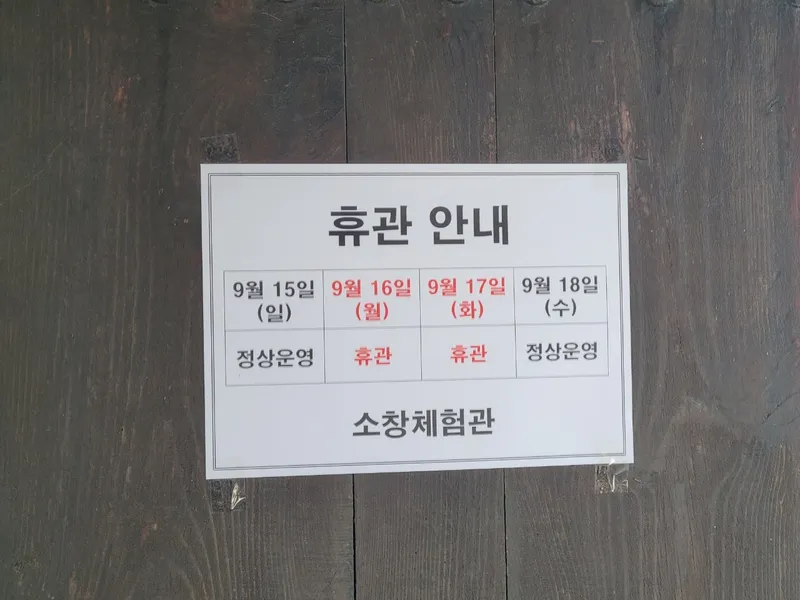 휴관 안내
9월 15일 9월 16일 9월 17일 9월 18일
(일) (월) (화) (수)
정상운영 휴관 휴관 정상운영
소창체험관